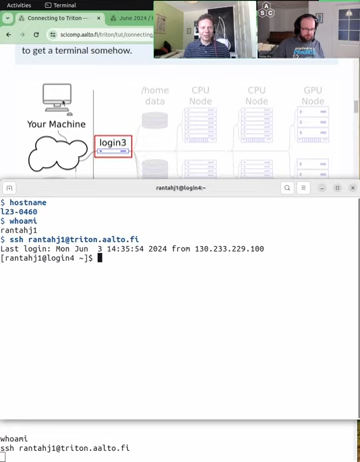 Activities
Terminal
Connecting to Triton —
June 2024 /
scicomp.aalto.fi/triton/tut/connecting
to get a terminal somehow.
/home
data
CPU
Node
CPU
Node
GPU
Node
Your Machine
login3
rantahj1@login4:~
$ hostname
l23-0460
$ whoami
rantahj1
$ ssh rantahj1@triton.aalto.fi
Last login: Mon Jun  3 14:35:54 2024 from 130.233.229.100
[rantahj1@login4 ~]$
whoami
ssh rantahj1@triton.aalto.fi